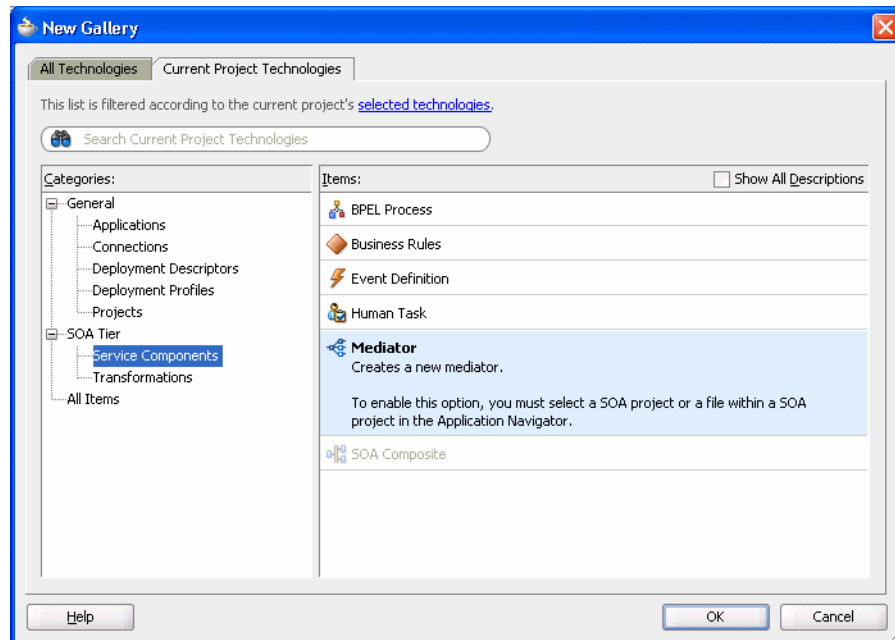 New Gallery
All Technologies
Current Project Technologies
This list is filtered according to the current project's selected technologies.
Search Current Project Technologies
Categories:
General
Applications
Connections
Deployment Descriptors
Deployment Profiles
Projects
SOA Tier
Service Components
Transformations
All Items
Items:
Show All Descriptions
BPEL Process
Business Rules
Event Definition
Human Task
Mediator
Creates a new mediator.
To enable this option, you must select a SOA project or a file within a SOA
project in the Application Navigator.
SOA Composite
Help
OK
Cancel